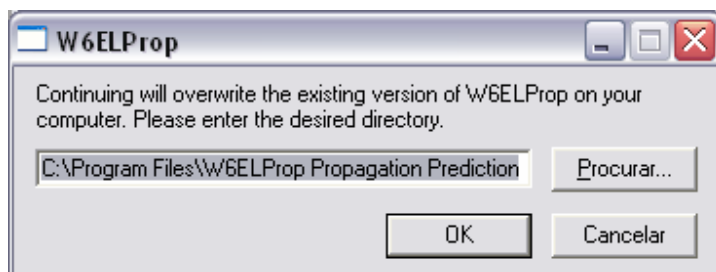 W6ELProp
Continuing will overwrite the existing version of W6ELProp on your
computer. Please enter the desired directory.
C:\Program Files\W6ELProp Propagation Prediction
Procurar...
OK
Cancelar